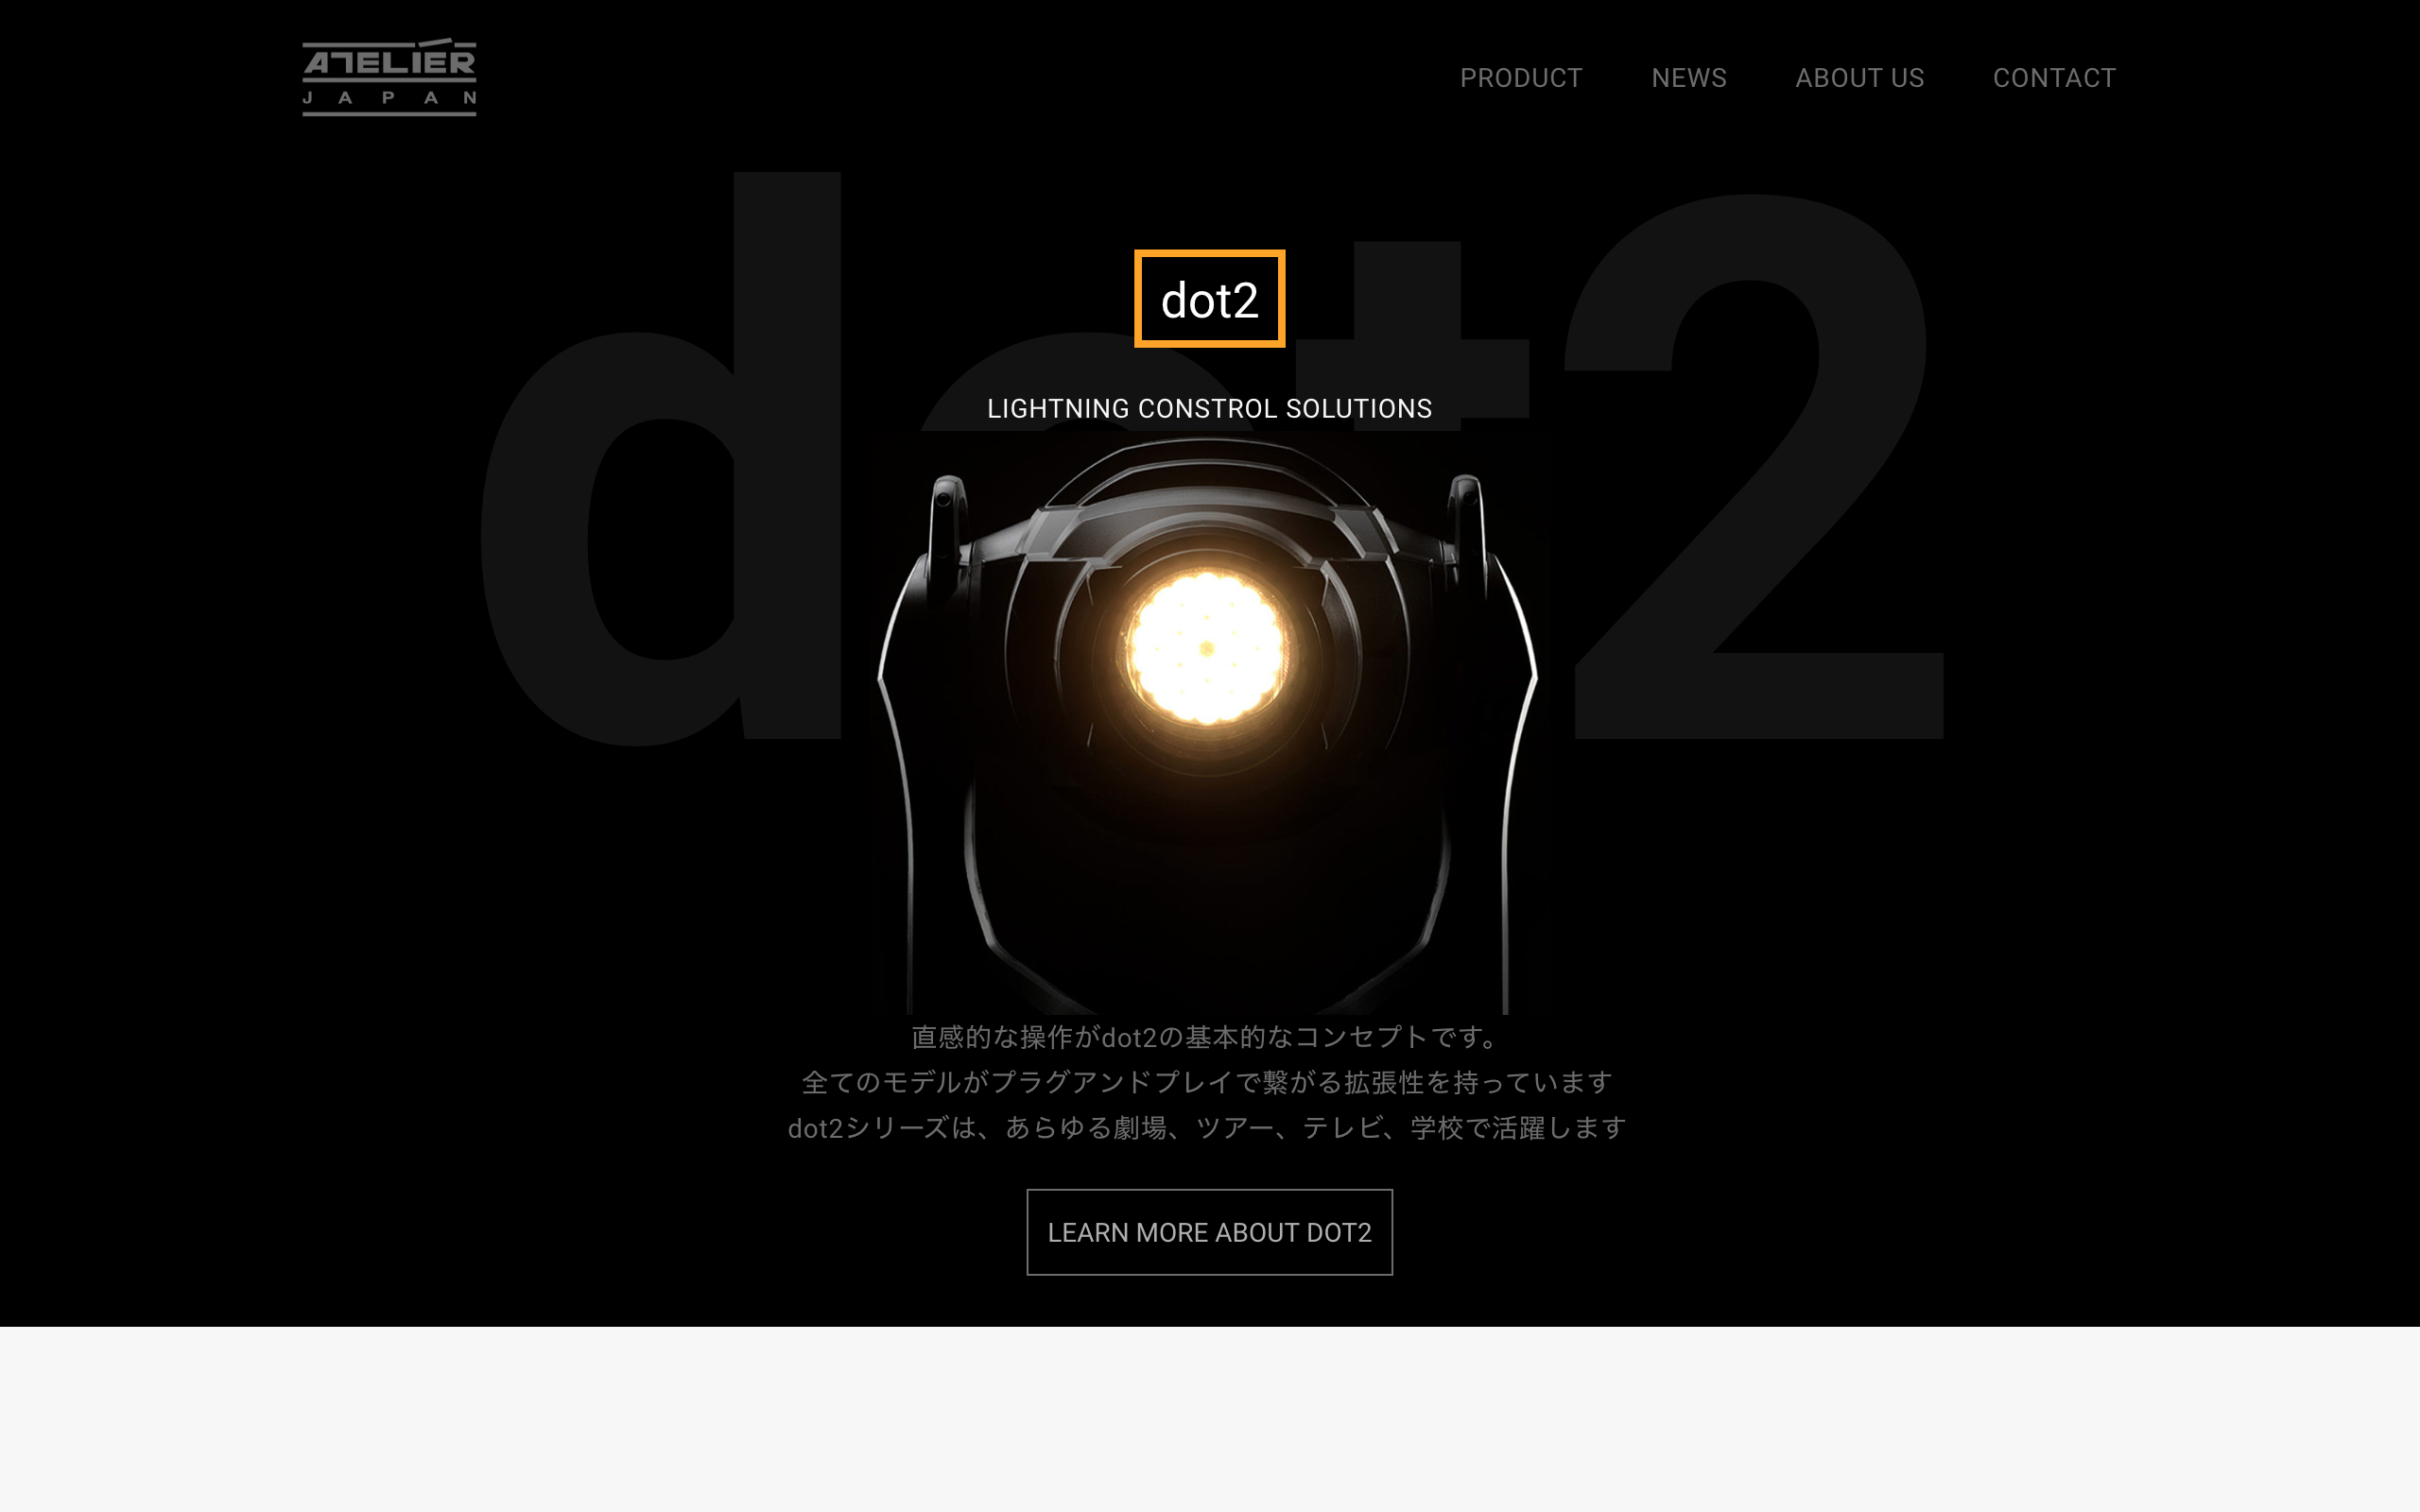 ATELIER
JAPAN
PRODUCT NEWS ABOUT US CONTACT
dot2
dot2
LIGHTNING CONSTROL SOLUTIONS
直感的な操作がdot2の基本的なコンセプトです。
全てのモデルがプラグアンドプレイで繋がる拡張性を持っています
dot2シリーズは、あらゆる劇場、ツアー、テレビ、学校で活躍します
LEARN MORE ABOUT DOT2